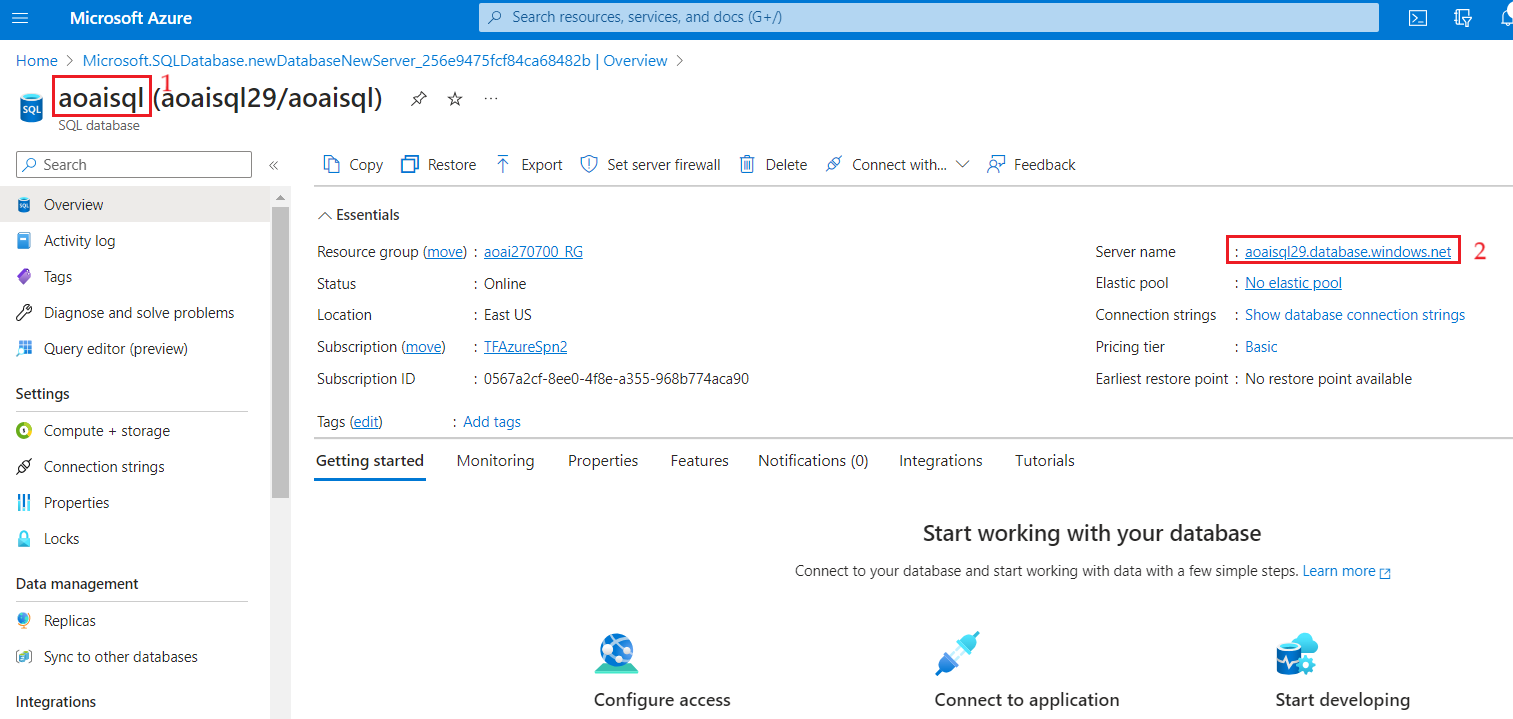 Microsoft Azure
Search resources, services, and docs (G+/)
Home > Microsoft.SQLDatabase.newDatabaseNewServer_256e9475fcf84ca68482b | Overview >
aoaisql (aoaisql29/aoaisql) ...
1
SQL
SQL database
Search
«
Copy Restore Export Set server firewall Delete Connect with... Feedback
Overview
Activity log
Tags
Diagnose and solve problems
Query editor (preview)
Settings
Compute + storage
Connection strings
Properties
Locks
Data management
Replicas
Sync to other databases
Integrations
Essentials
Resource group (move) : aoai270700_RG
Status : Online
Location : East US
Subscription (move) : TFAzureSpn2
Subscription ID : 0567a2cf-8ee0-4f8e-a355-968b774aca90
Tags (edit) : Add tags
Server name : aoaisql29.database.windows.net 2
Elastic pool : No elastic pool
Connection strings : Show database connection strings
Pricing tier : Basic
Earliest restore point : No restore point available
Getting started Monitoring Properties Features Notifications (0) Integrations Tutorials
Start working with your database
Connect to your database and start working with data with a few simple steps. Learn more
Configure access Connect to application Start developing